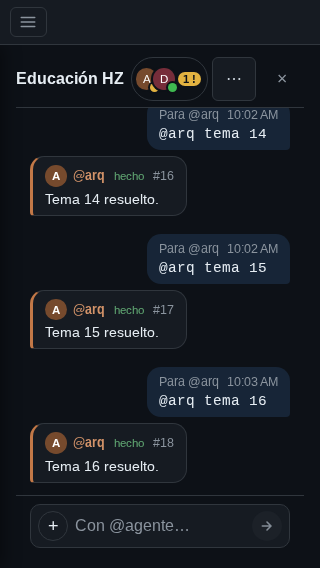 Educación HZ A D 1 ! ... ×
Para @arq 10:02 AM
@arq tema 14
A @arq hecho #16
Tema 14 resuelto.
Para @arq 10:02 AM
@arq tema 15
A @arq hecho #17
Tema 15 resuelto.
Para @arq 10:03 AM
@arq tema 16
A @arq hecho #18
Tema 16 resuelto.
+ Con @agente…